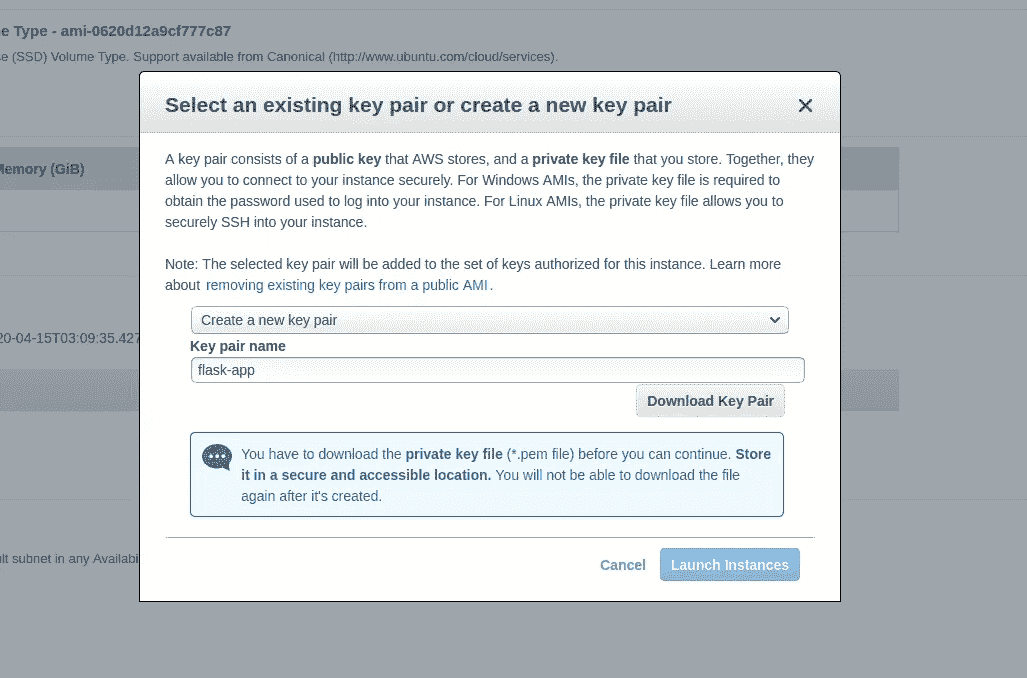 e Type - ami-0620d12a9cf777c87
e (SSD) Volume Type. Support available from Canonical (http://www.ubuntu.com/cloud/services).
Select an existing key pair or create a new key pair
Memory (GiB)
A key pair consists of a public key that AWS stores, and a private key file that you store. Together, they
allow you to connect to your instance securely. For Windows AMIs, the private key file is required to
obtain the password used to log into your instance. For Linux AMIs, the private key file allows you to
securely SSH into your instance.
Note: The selected key pair will be added to the set of keys authorized for this instance. Learn more
about removing existing key pairs from a public AMI.
Create a new key pair
20-04-15T03:09:35.427
Key pair name
flask-app
Download Key Pair
You have to download the private key file (*.pem file) before you can continue. Store
it in a secure and accessible location. You will not be able to download the file
again after it's created.
ult subnet in any Availabi
Cancel
Launch Instances